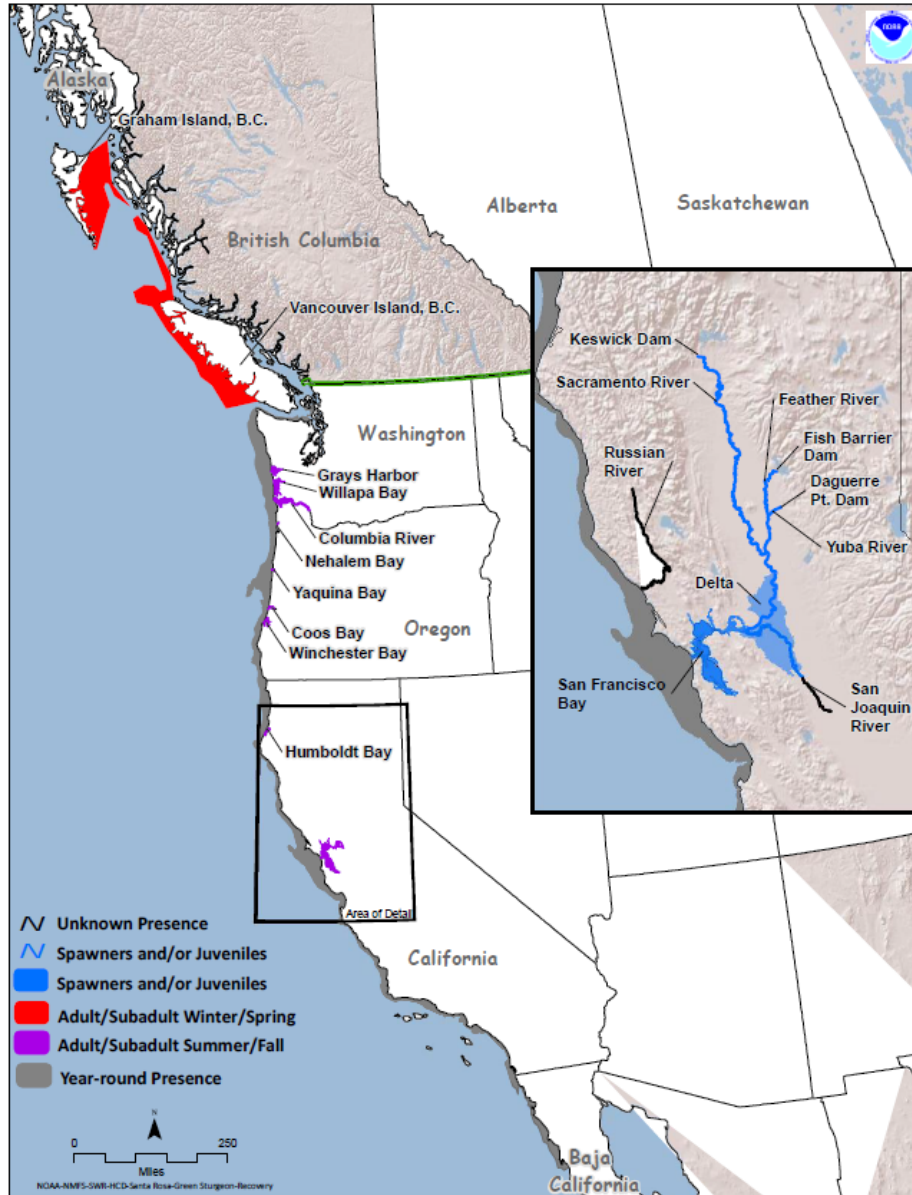 NOAA
Alaska
Graham Island, B.C.
Alberta
Saskatchewan
British Columbia
Vancouver Island, B.C.
Washington
Grays Harbor
Willapa Bay
Columbia River
Nehalem Bay
Yaquina Bay
Coos Bay
Oregon
Winchester Bay
Humboldt Bay
Area of Detail
California
Baja
California
Keswick Dam
Sacramento River
Feather River
Fish Barrier
Dam
Russian
River
Daguerre
Pt. Dam
Yuba River
Delta
San Francisco
Bay
San
Joaquin
River
Unknown Presence
Spawners and/or Juveniles
Spawners and/or Juveniles
Adult/Subadult Winter/Spring
Adult/Subadult Summer/Fall
Year-round Presence
N
0 250
Miles
NOAA-NMFS-SWR-HCD-Santa Rosa-Green Sturgeon-Recovery